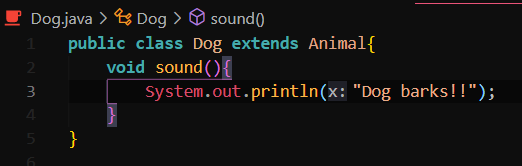 Dog.java > Dog > sound()
1 public class Dog extends Animal{
2 void sound(){
3 System.out.println(x: "Dog barks!!");
4 }
5 }
6